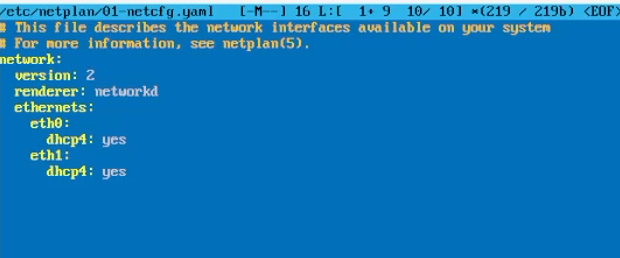 /etc/netplan/01-netcfg.yaml [-M--] 16 L:[ 1+ 9 10/ 10] *(219 / 219b) <EOF>
# This file describes the network interfaces available on your system
# For more information, see netplan(5).
network:
version: 2
renderer: networkd
ethernets:
eth0:
dhcp4: yes
eth1:
dhcp4: yes